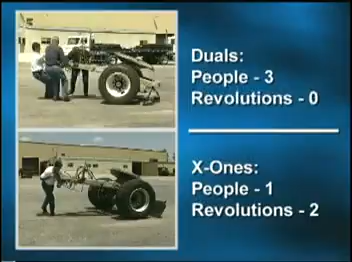 Duals:
People - 3
Revolutions - 0
X-Ones:
People - 1
Revolutions - 2